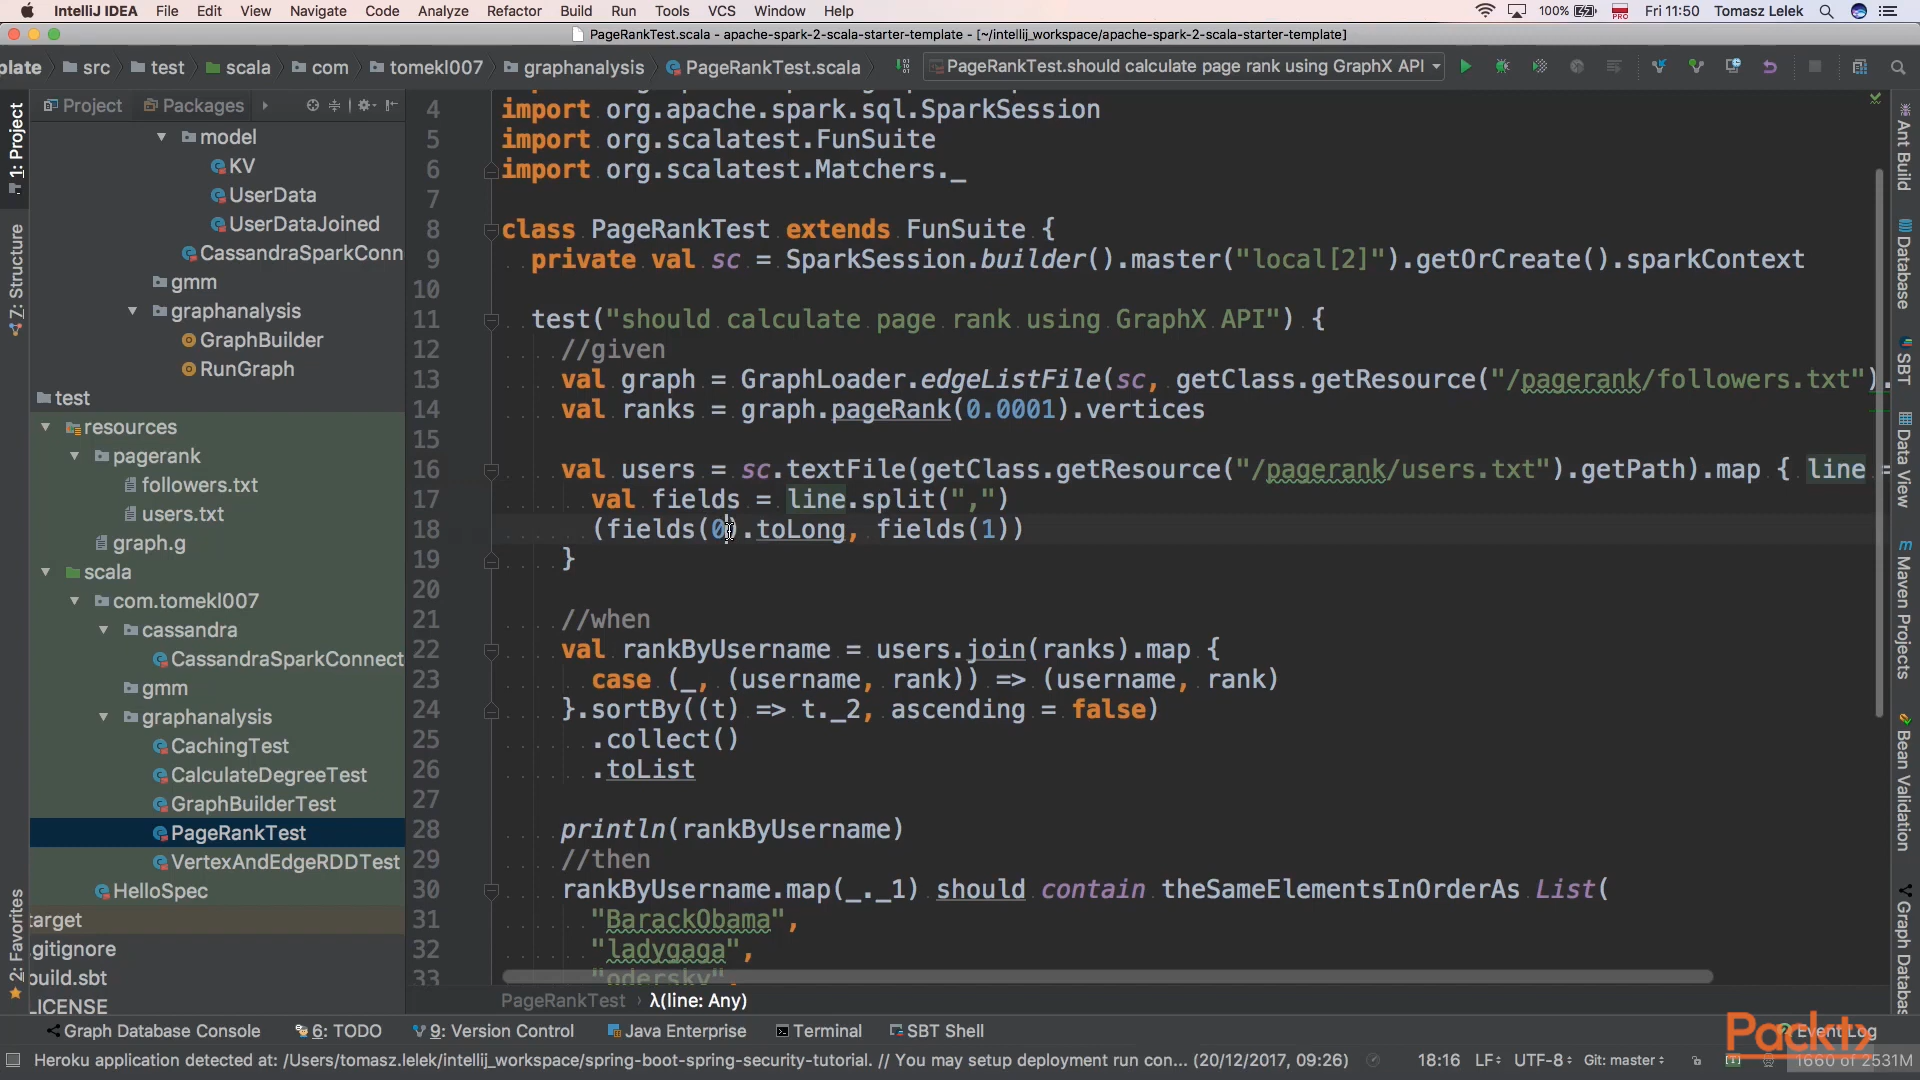 IntelliJ IDEA File Edit View Navigate Code Analyze Refactor Build Run Tools VCS Window Help 100% PRO Fri 11:50 Tomasz Lelek
PageRankTest.scala - apache-spark-2-scala-starter-template - [~/intellij_workspace/apache-spark-2-scala-starter-template]
plate src test scala com tomekl007 graphanalysis PageRankTest.scala PageRankTest.should calculate page rank using GraphX API
Project Packages
model
KV
UserData
UserDataJoined
CassandraSparkConn
gmm
graphanalysis
GraphBuilder
RunGraph
test
resources
pagerank
followers.txt
users.txt
graph.g
scala
com.tomekl007
cassandra
CassandraSparkConnect
gmm
graphanalysis
CachingTest
CalculateDegreeTest
GraphBuilderTest
PageRankTest
VertexAndEdgeRDDTest
HelloSpec
target
.gitignore
build.sbt
LICENSE
1: Project
7: Structure
2: Favorites
4 import org.apache.spark.sql.SparkSession
5 import org.scalatest.FunSuite
6 import org.scalatest.Matchers._
7
8 class PageRankTest extends FunSuite {
9 private val sc = SparkSession.builder().master("local[2]").getOrCreate().sparkContext
10
11 test("should calculate page rank using GraphX API") {
12 //given
13 val graph = GraphLoader.edgeListFile(sc, getClass.getResource("/pagerank/followers.txt").
14 val ranks = graph.pageRank(0.0001).vertices
15
16 val users = sc.textFile(getClass.getResource("/pagerank/users.txt").getPath).map { line =
17 val fields = line.split(",")
18 (fields(0).toLong, fields(1))
19 }
20
21 //when
22 val rankByUsername = users.join(ranks).map {
23 case (_, (username, rank)) => (username, rank)
24 }.sortBy((t) => t._2, ascending = false)
25 .collect()
26 .toList
27
28 println(rankByUsername)
29 //then
30 rankByUsername.map(_._1) should contain theSameElementsInOrderAs List(
31 "BarackObama",
32 "ladygaga",
33 "odersky",
PageRankTest › λ(line: Any)
Ant Build
Database
SBT
Data View
Maven Projects
Bean Validation
Graph Databas
Graph Database Console 6: TODO 9: Version Control Java Enterprise Terminal SBT Shell Event Log
Packt
Heroku application detected at: /Users/tomasz.lelek/intellij_workspace/spring-boot-spring-security-tutorial. // You may setup deployment run con... (20/12/2017, 09:26) 18:16 LF÷ UTF-8÷ Git: master÷ 1660 of 2531M